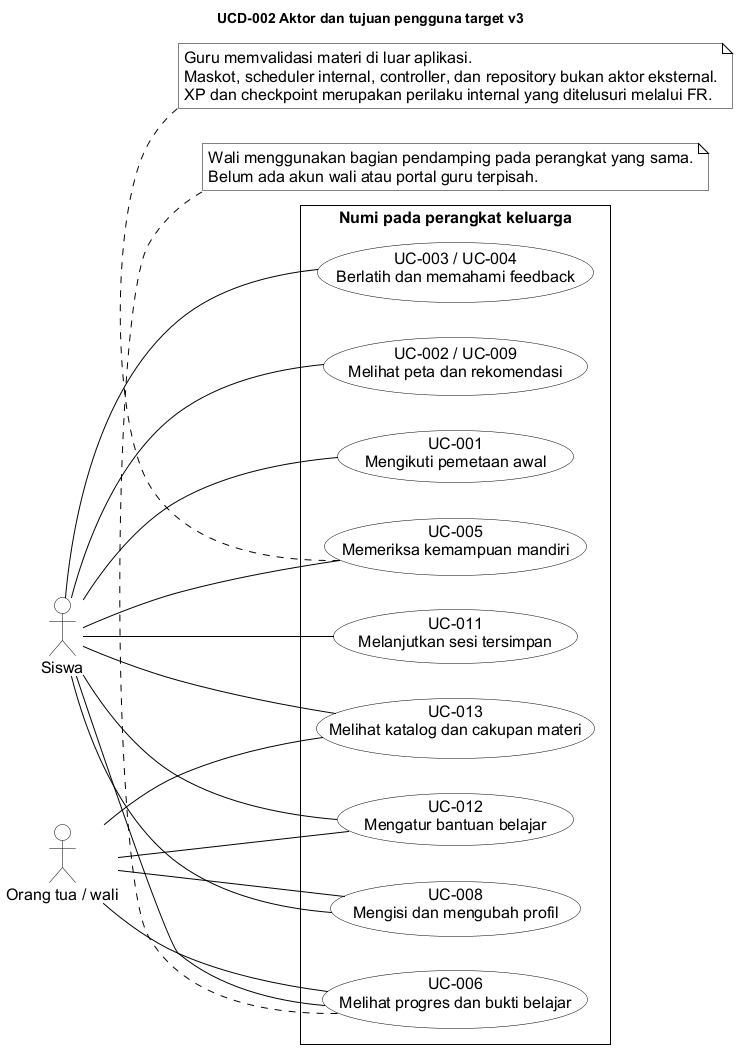 UCD-002 Aktor dan tujuan pengguna target v3
Guru memvalidasi materi di luar aplikasi.
Maskot, scheduler internal, controller, dan repository bukan aktor eksternal.
XP dan checkpoint merupakan perilaku internal yang ditelusuri melalui FR.
Wali menggunakan bagian pendamping pada perangkat yang sama.
Belum ada akun wali atau portal guru terpisah.
Numi pada perangkat keluarga
UC-003 / UC-004
Berlatih dan memahami feedback
UC-002 / UC-009
Melihat peta dan rekomendasi
UC-001
Mengikuti pemetaan awal
UC-005
Memeriksa kemampuan mandiri
UC-011
Melanjutkan sesi tersimpan
Siswa
UC-013
Melihat katalog dan cakupan materi
UC-012
Mengatur bantuan belajar
Orang tua / wali
UC-008
Mengisi dan mengubah profil
UC-006
Melihat progres dan bukti belajar